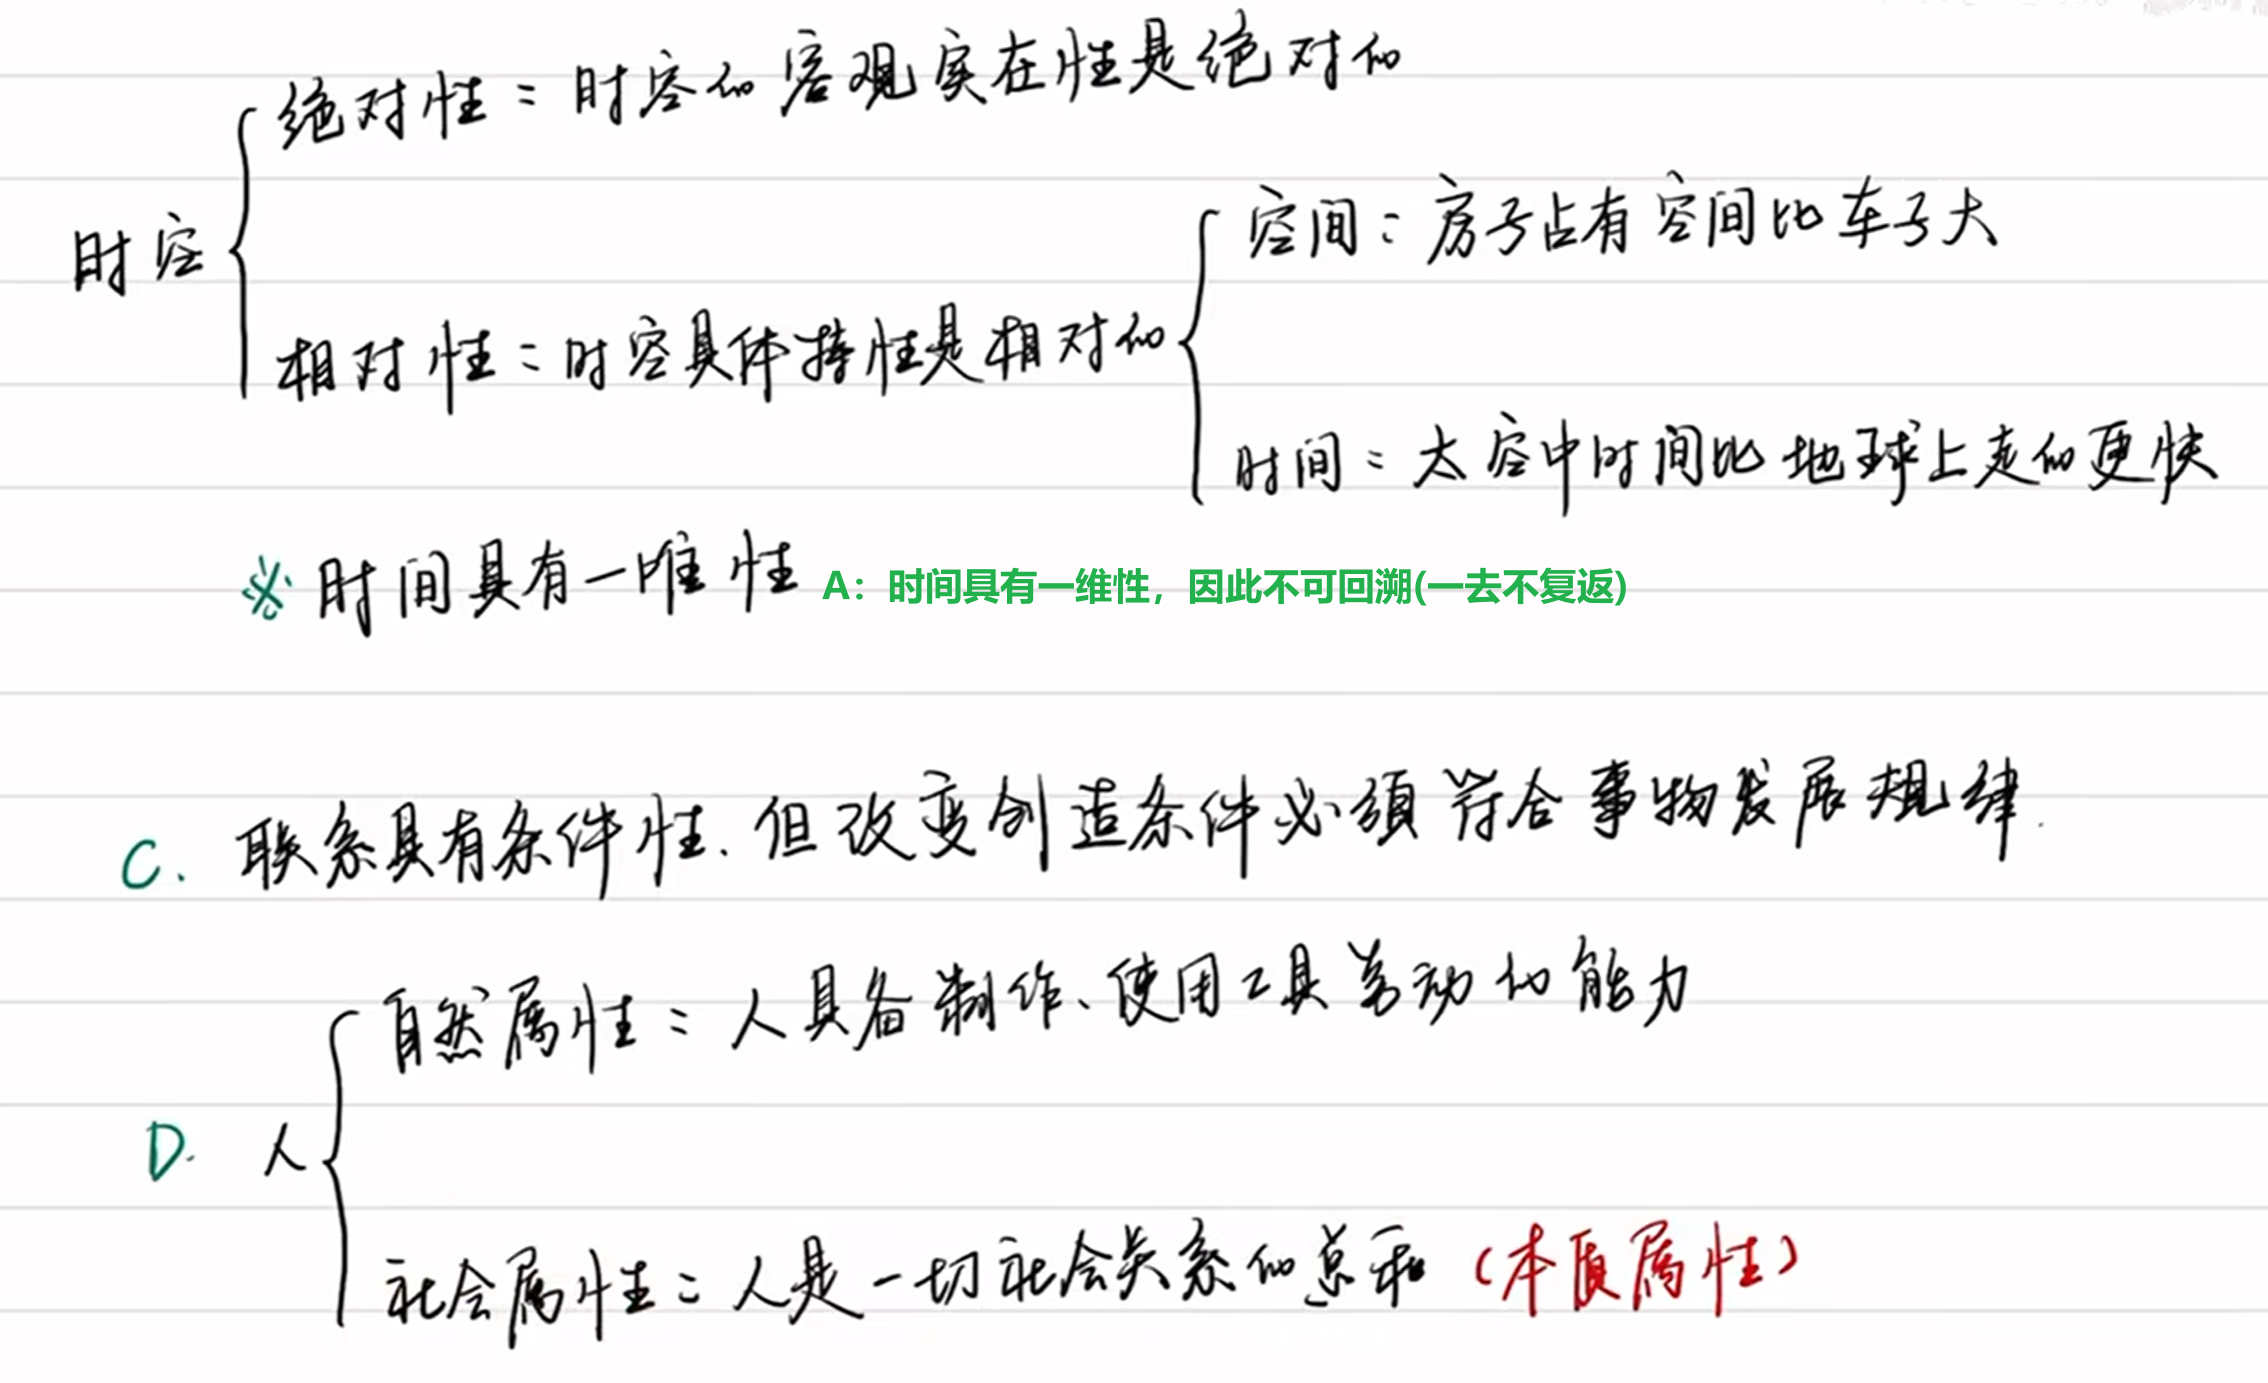 时空
绝对性：时空的客观实在性是绝对的
相对性：时空具体特性是相对的
空间：房子占有空间比车子大
时间：太空中时间比地球上走的更快
※时间具有一唯性 A：时间具有一维性，因此不可回溯(一去不复返)
C. 联系具有条件性.但改变创造条件必须符合事物发展规律.
D. 人
自然属性：人具备制作、使用工具劳动的能力
社会属性：人是一切社会关系的总和（本质属性）